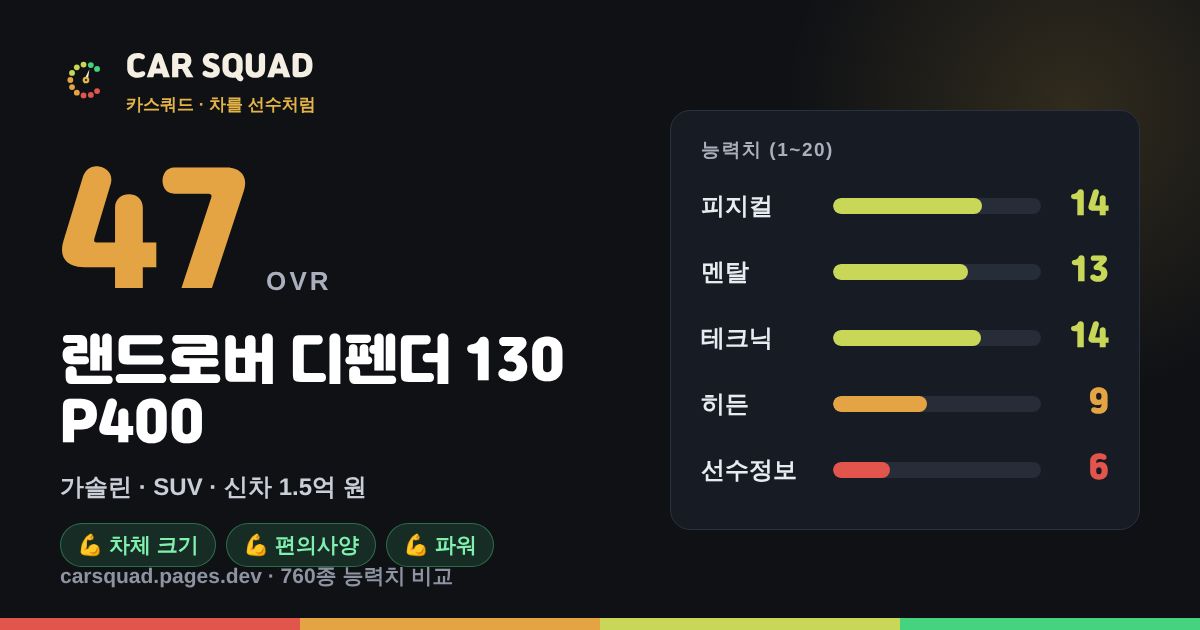 CAR SQUAD
카스쿼드 · 차를 선수처럼
47 OVR
랜드로버 디펜더 130
P400
가솔린 · SUV · 신차 1.5억 원
💪 차체 크기 💪 편의사양 💪 파워
carsquad.pages.dev · 760종 능력치 비교
능력치 (1~20)
피지컬 14
멘탈 13
테크닉 14
히든 9
선수정보 6